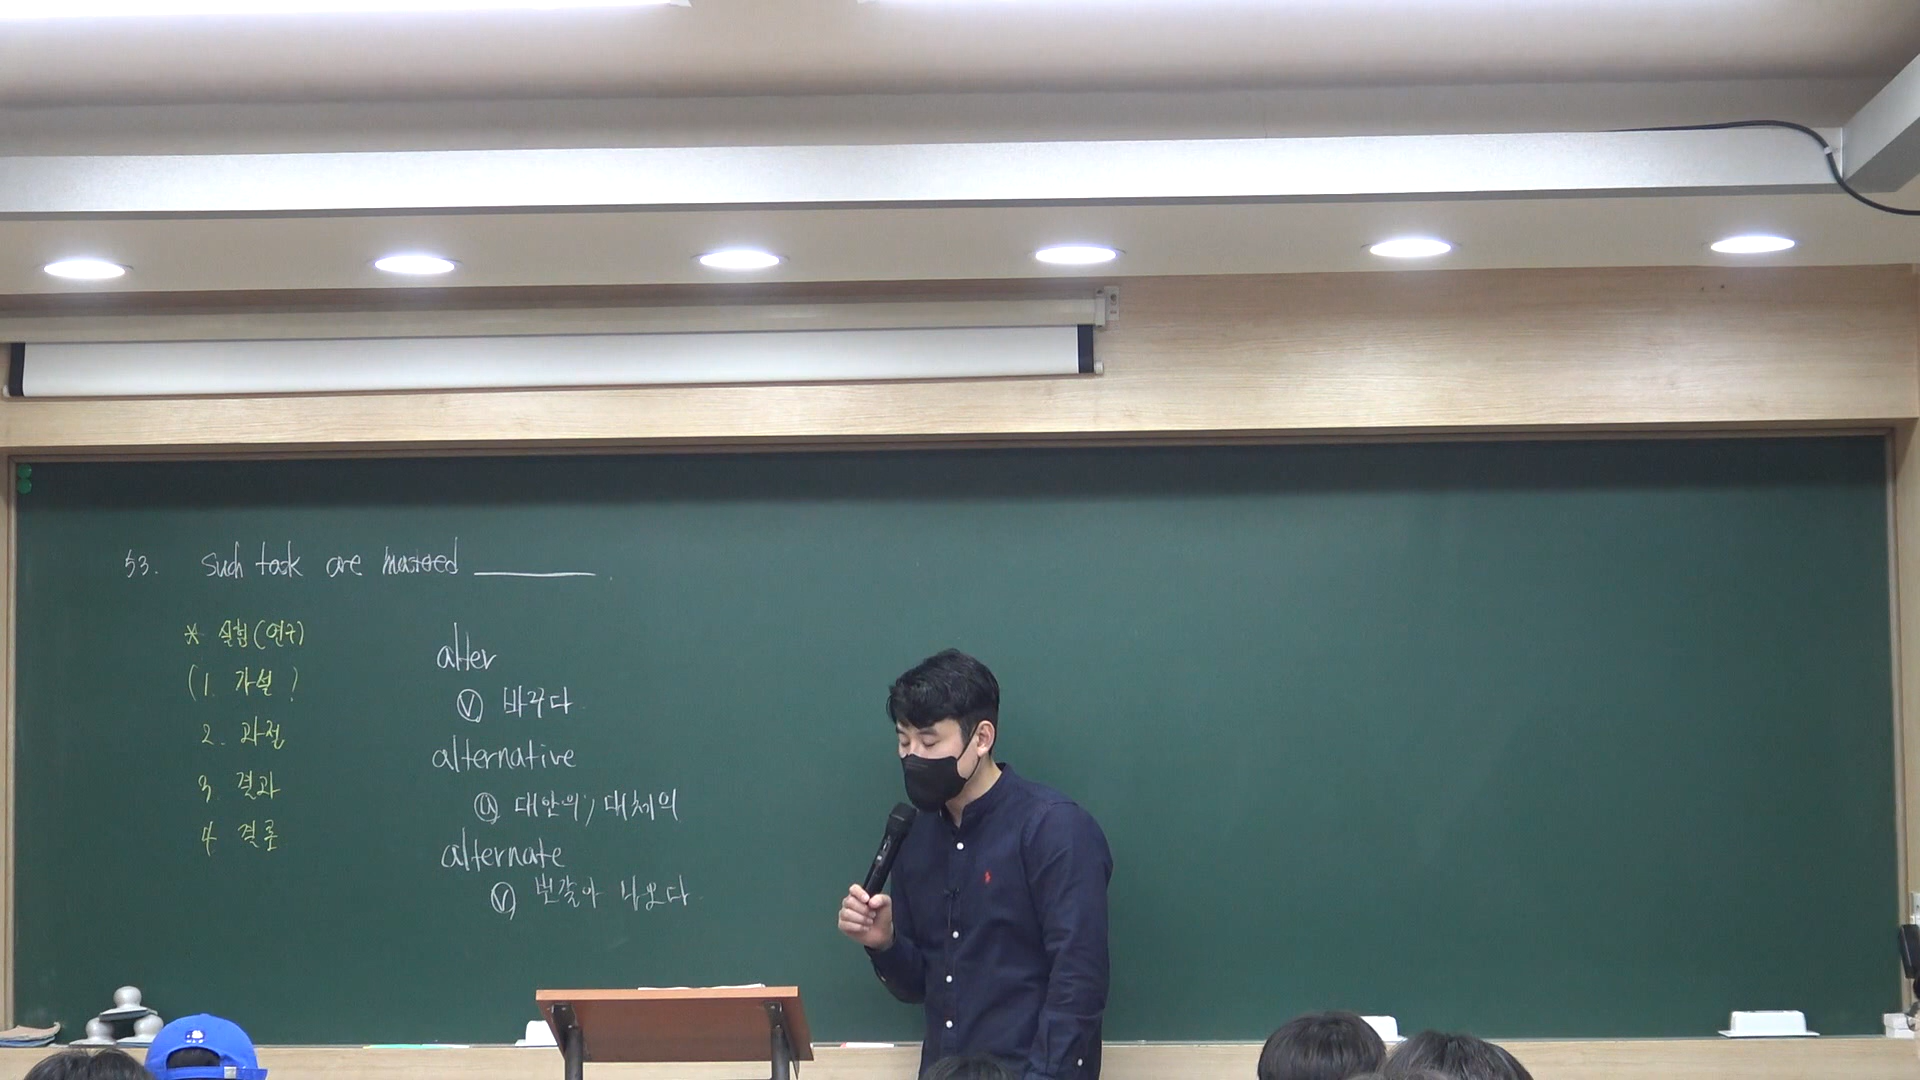 53. Such task are mastered ______.
* 실험(연구)
(1. 가설)
2. 과정
3. 결과
4 결론
alter
ⓥ 바꾸다.
alternative
ⓐ 대안의; 대체의
alternate
ⓥ 번갈아 나오다.